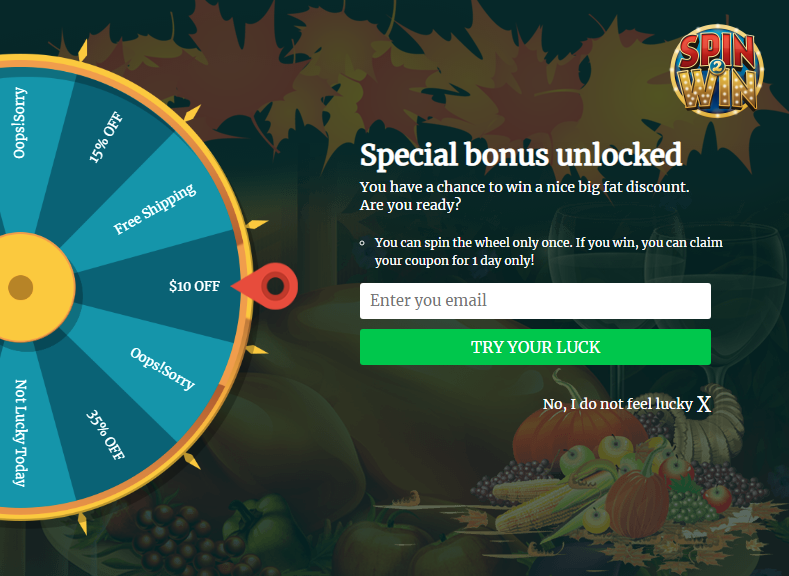 Oops!Sorry
15% OFF
Free Shipping
$10 OFF
Oops!Sorry
35% OFF
Not Lucky Today
SPIN
2
WIN
Special bonus unlocked
You have a chance to win a nice big fat discount.
Are you ready?
You can spin the wheel only once. If you win, you can claim
your coupon for 1 day only!
Enter you email
TRY YOUR LUCK
No, I do not feel lucky X